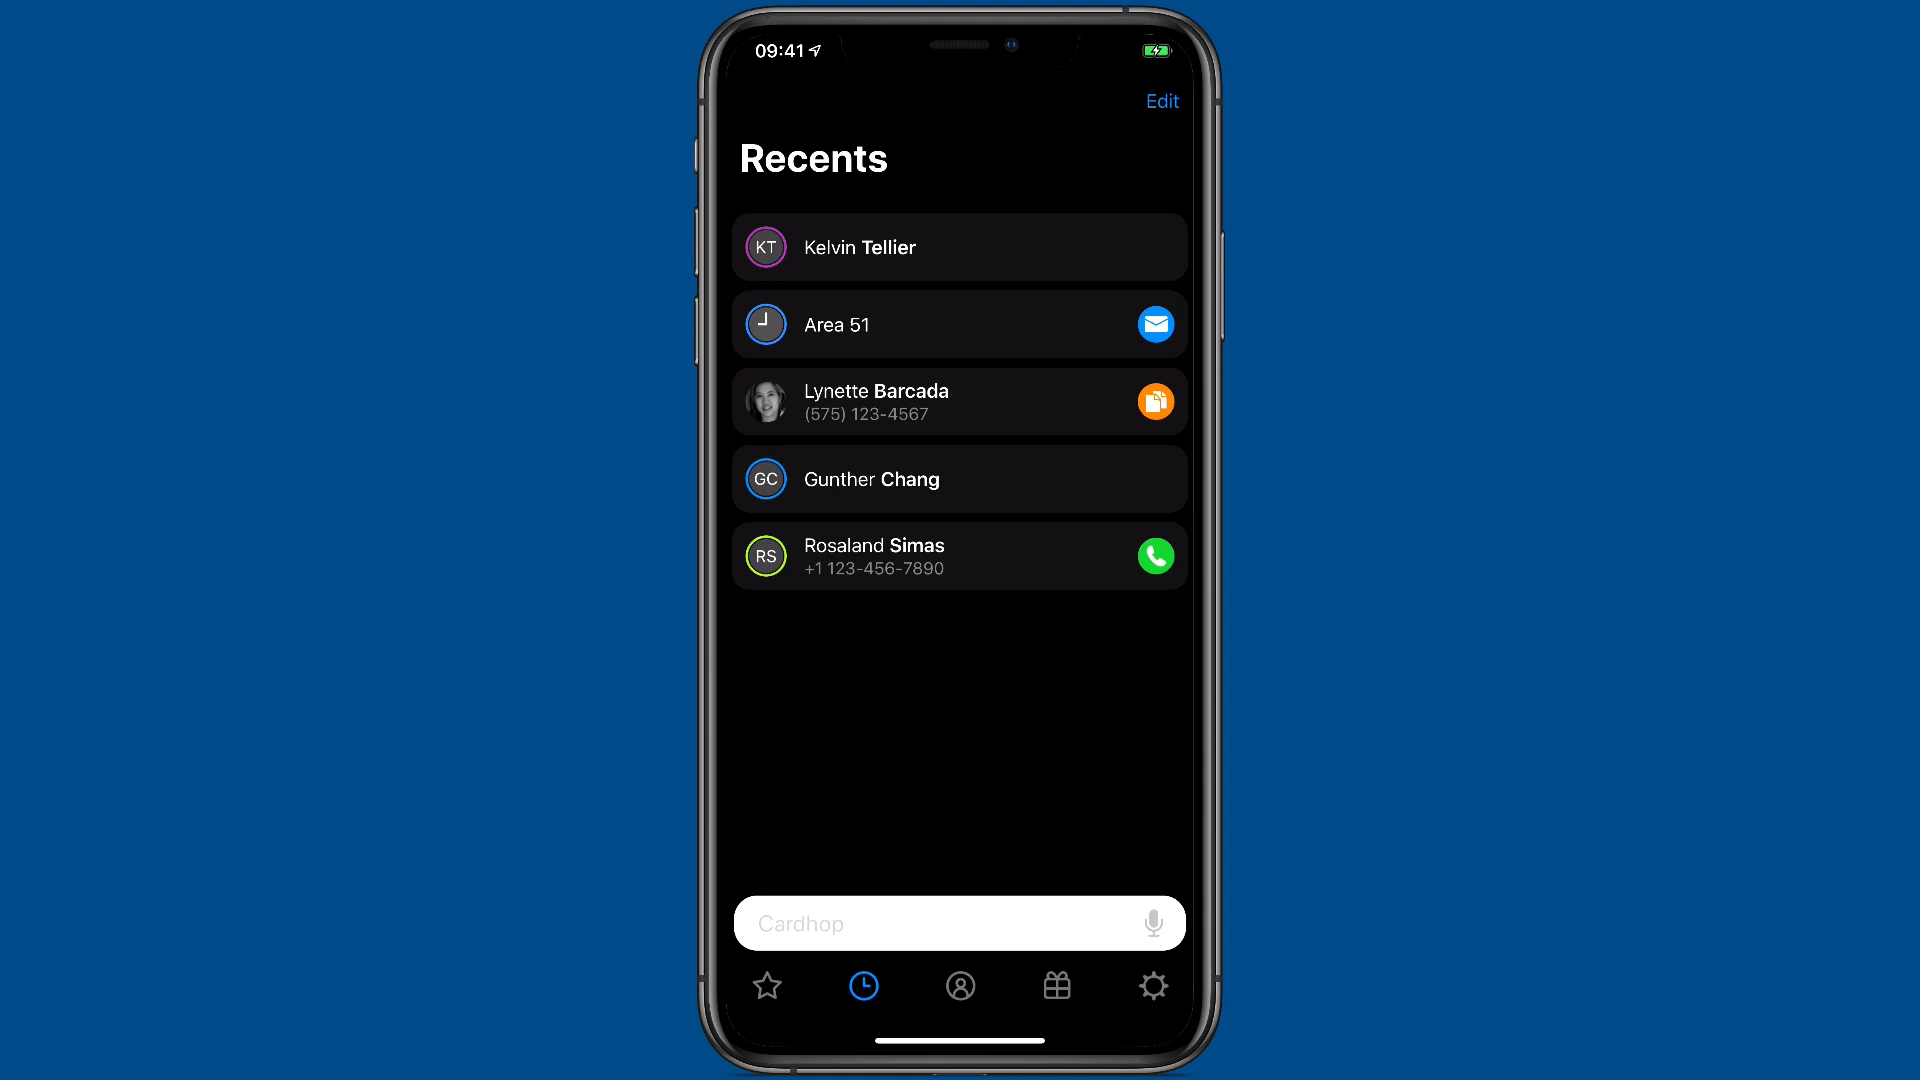 09:41
Edit
Recents
KT Kelvin Tellier
Area 51
Lynette Barcada
(575) 123-4567
GC Gunther Chang
RS Rosaland Simas
+1 123-456-7890
Cardhop